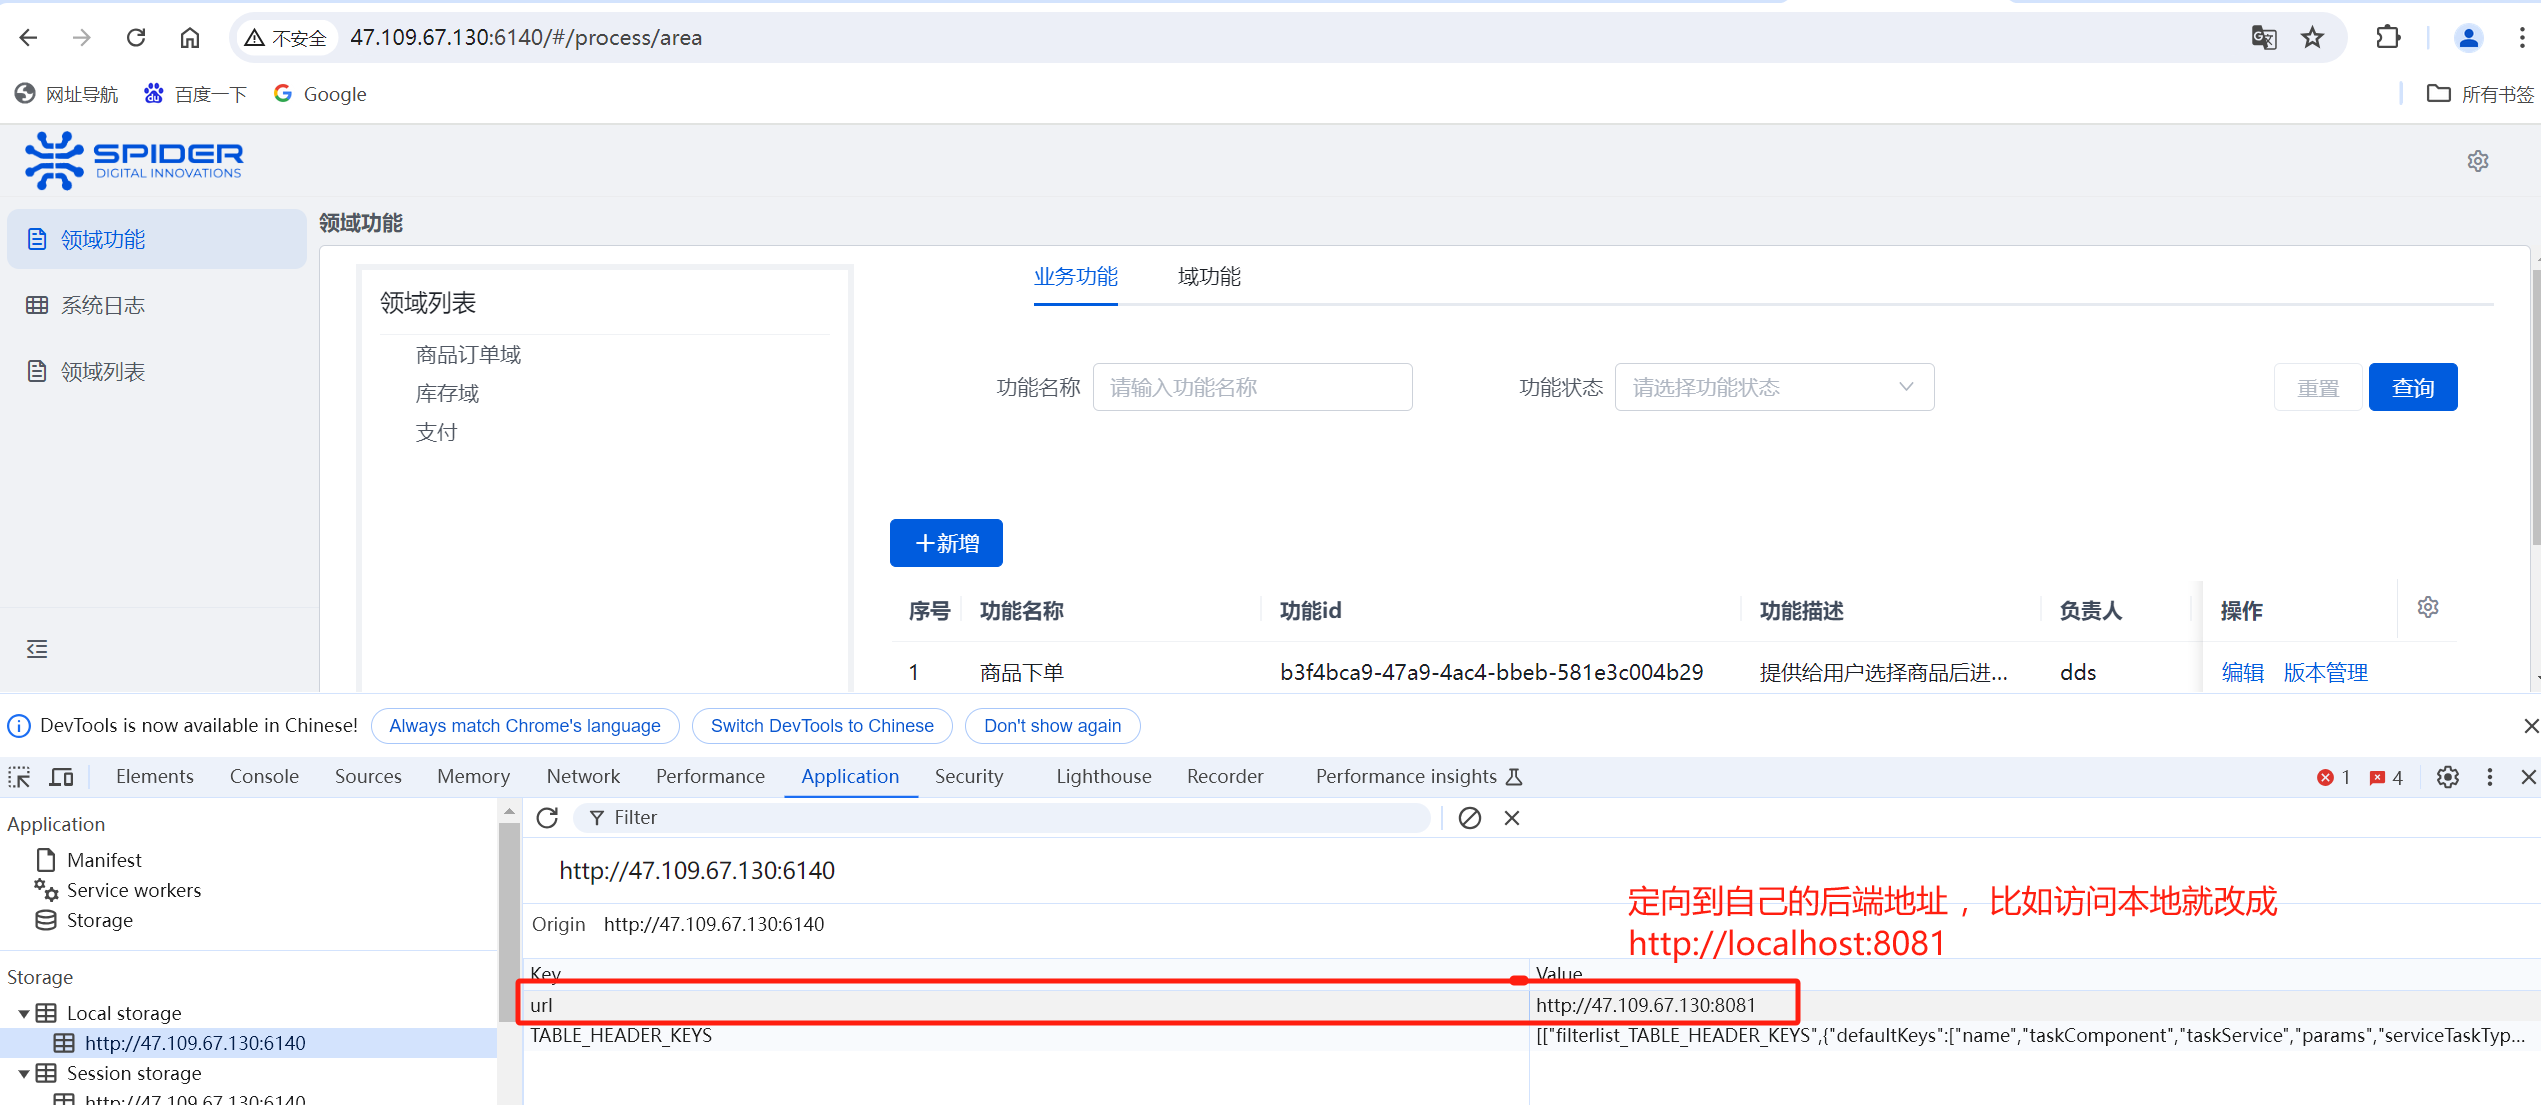 不安全 47.109.67.130:6140/#/process/area
网址导航 百度一下 Google 所有书签
SPIDER
DIGITAL INNOVATIONS
领域功能
系统日志
领域列表
领域功能
领域列表
商品订单域
库存域
支付
业务功能 域功能
功能名称 请输入功能名称 功能状态 请选择功能状态 重置 查询
+新增
序号 功能名称 功能id 功能描述 负责人 操作
1 商品下单 b3f4bca9-47a9-4ac4-bbeb-581e3c004b29 提供给用户选择商品后进... dds 编辑 版本管理
DevTools is now available in Chinese! Always match Chrome's language Switch DevTools to Chinese Don't show again
Elements Console Sources Memory Network Performance Application Security Lighthouse Recorder Performance insights 1 4
Application
Manifest
Service workers
Storage
Storage
Local storage
http://47.109.67.130:6140
Session storage
http://47.109.67.130:6140
Filter
http://47.109.67.130:6140
Origin http://47.109.67.130:6140
定向到自己的后端地址，比如访问本地就改成
http://localhost:8081
Key Value
url http://47.109.67.130:8081
TABLE_HEADER_KEYS [["filterlist_TABLE_HEADER_KEYS",{"defaultKeys":["name","taskComponent","taskService","params","serviceTaskTyp...